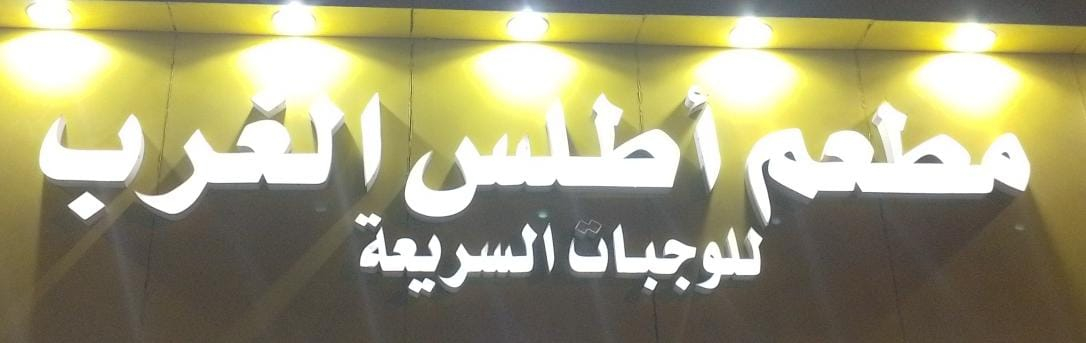 مطعم أطلس الغرب
للوجبات السريعة